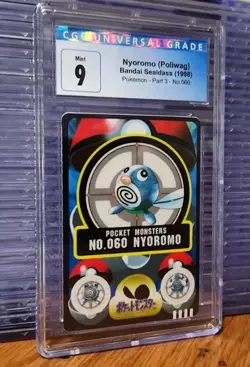 CGC UNIVERSAL GRADE
Mint
9
Nyoromo (Poliwag)
Bandai Sealdass (1998)
Pokémon - Part 3 - No.060
POCKET MONSTERS
NO.060 NYOROMO
ポケットモンスター